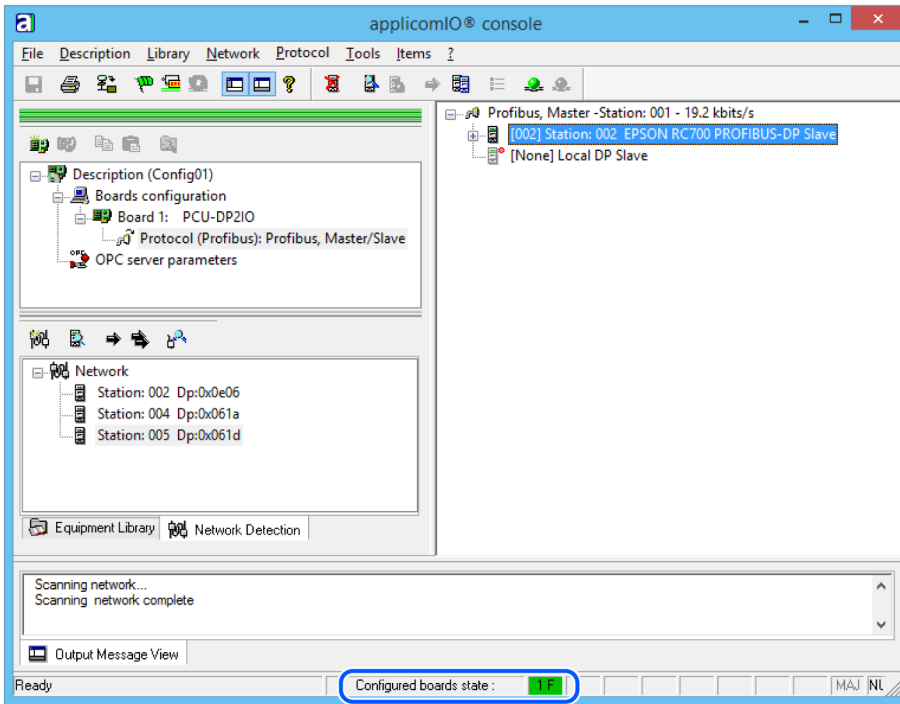 applicomIO® console
File Description Library Network Protocol Tools Items ?
Description (Config01)
Boards configuration
Board 1: PCU-DP2IO
Protocol (Profibus): Profibus, Master/Slave
OPC server parameters
Network
Station: 002 Dp:0x0e06
Station: 004 Dp:0x061a
Station: 005 Dp:0x061d
Equipment Library Network Detection
Profibus, Master -Station: 001 - 19.2 kbits/s
[002] Station: 002 EPSON RC700 PROFIBUS-DP Slave
[None] Local DP Slave
Scanning network...
Scanning network complete
Output Message View
Ready Configured boards state : 1 F MAJ